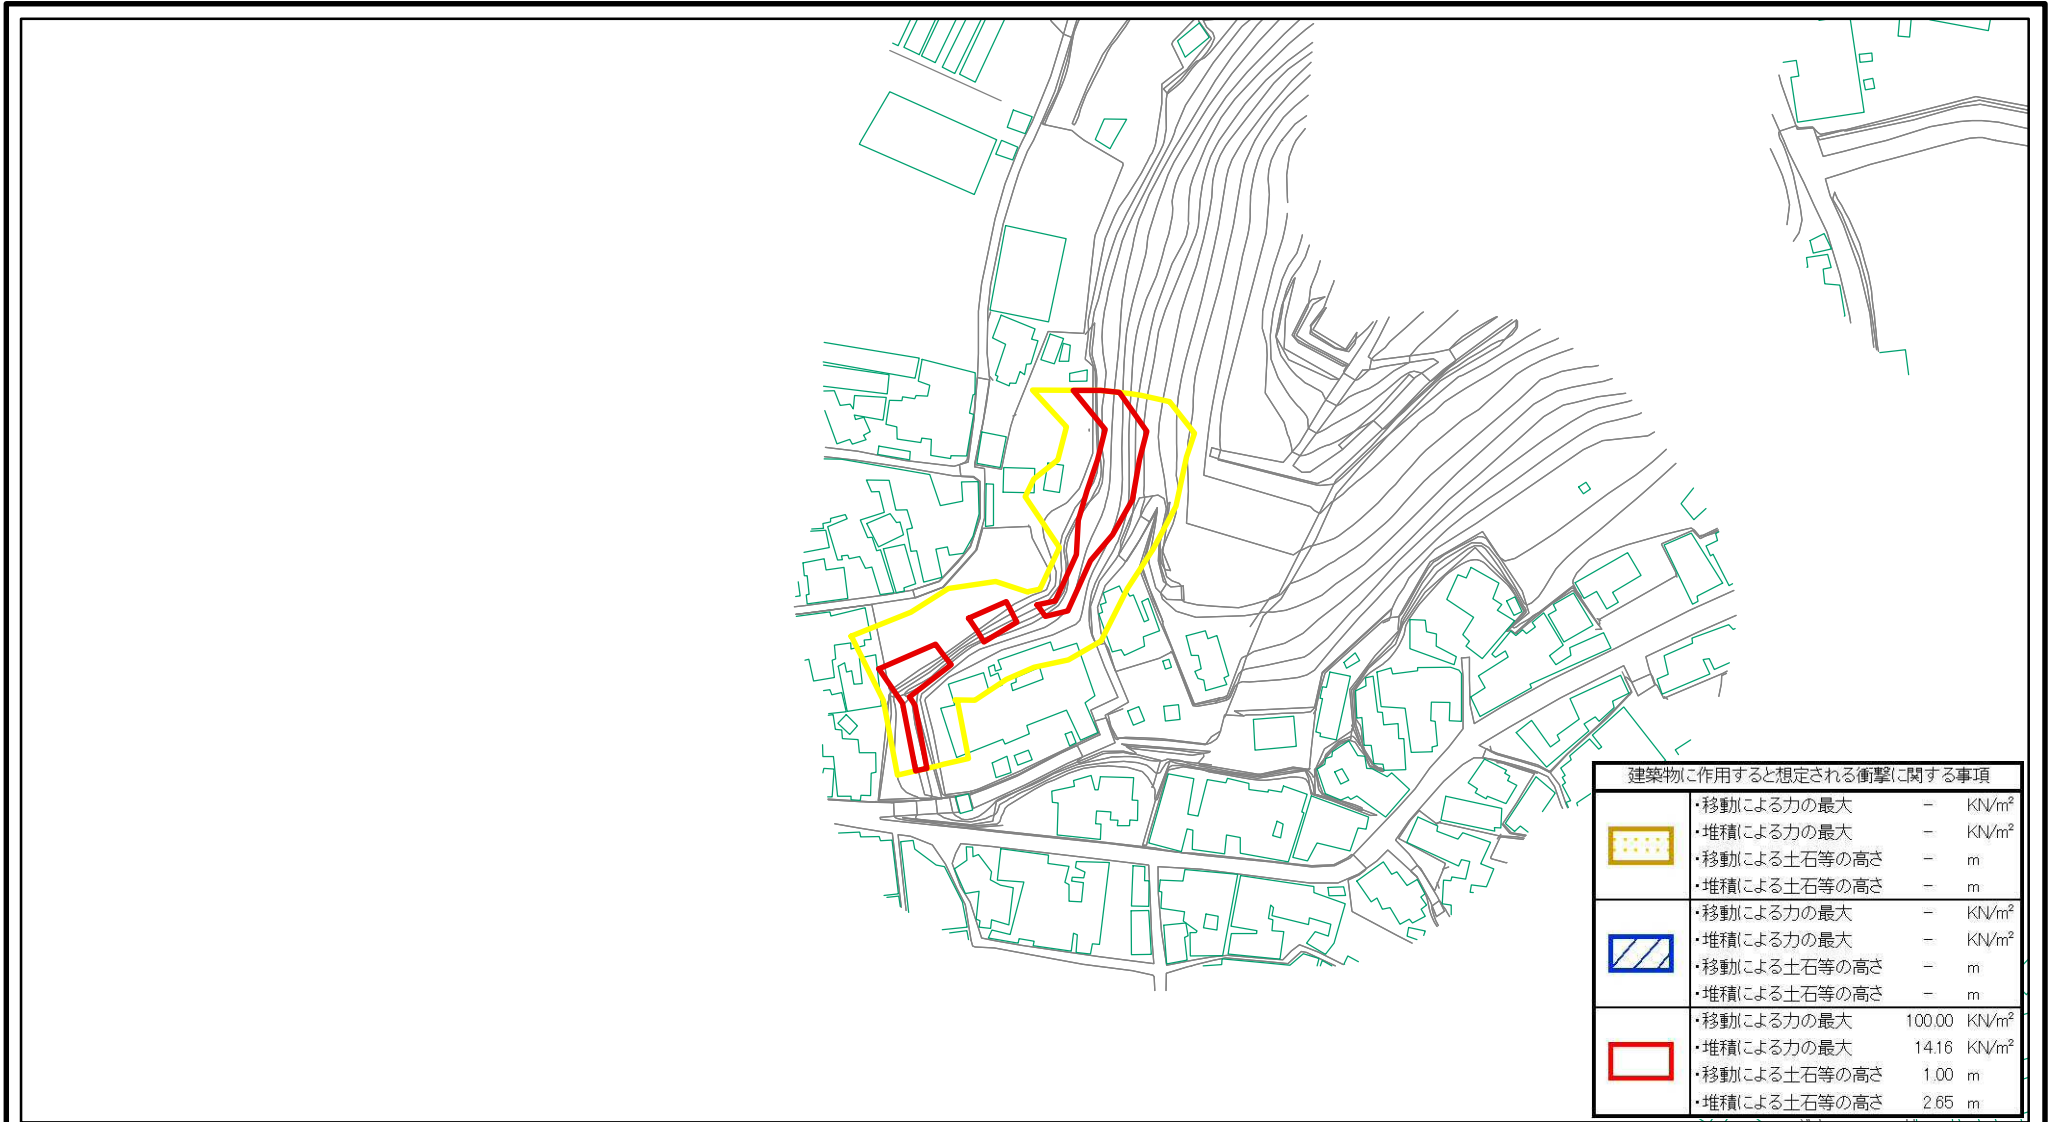 建築物に作用すると想定される衝撃に関する事項
・移動による力の最大 － KN/m²
・堆積による力の最大 － KN/m²
・移動による土石等の高さ － m
・堆積による土石等の高さ － m
・移動による力の最大 － KN/m²
・堆積による力の最大 － KN/m²
・移動による土石等の高さ － m
・堆積による土石等の高さ － m
・移動による力の最大 100.00 KN/m²
・堆積による力の最大 14.16 KN/m²
・移動による土石等の高さ 1.00 m
・堆積による土石等の高さ 2.65 m